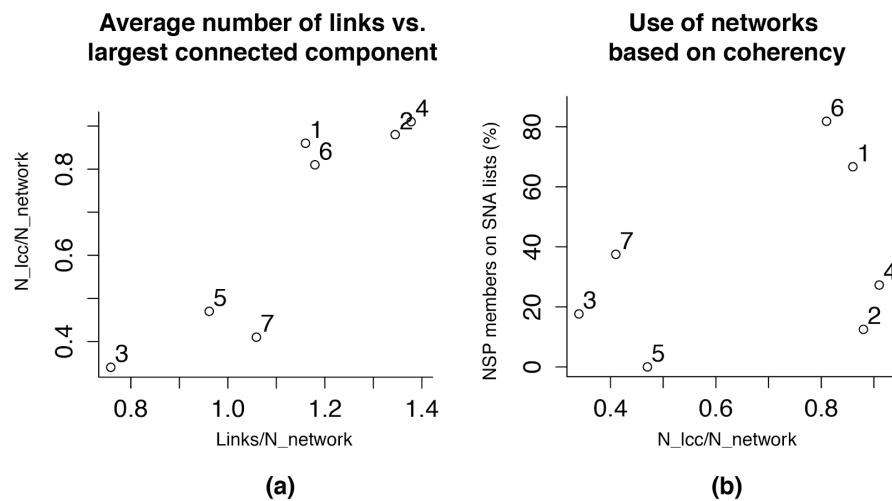 Average number of links vs.
largest connected component
N_lcc/N_network
0.8
0.6
0.4
1
2
4
6
5
7
3
0.8 1.0 1.2 1.4
Links/N_network
(a)
Use of networks
based on coherency
NSP members on SNA lists (%)
80
60
40
20
0
6
1
7
4
3
2
5
0.4 0.6 0.8
N_lcc/N_network
(b)